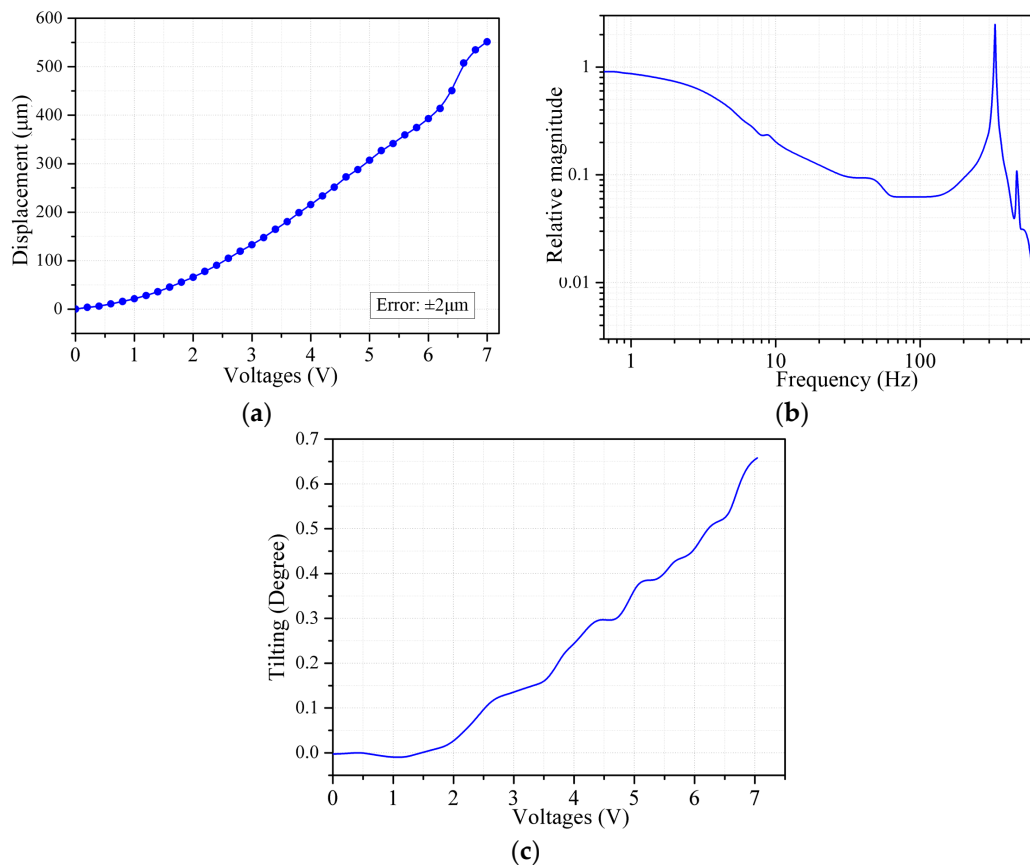 600
500
400
300
200
100
0
Displacement (μm)
Error: ±2μm
0 1 2 3 4 5 6 7
Voltages (V)
(a)
1
0.1
0.01
Relative magnitude
1 10 100
Frequency (Hz)
(b)
0.7
0.6
0.5
0.4
0.3
0.2
0.1
0.0
Tilting (Degree)
0 1 2 3 4 5 6 7
Voltages (V)
(c)